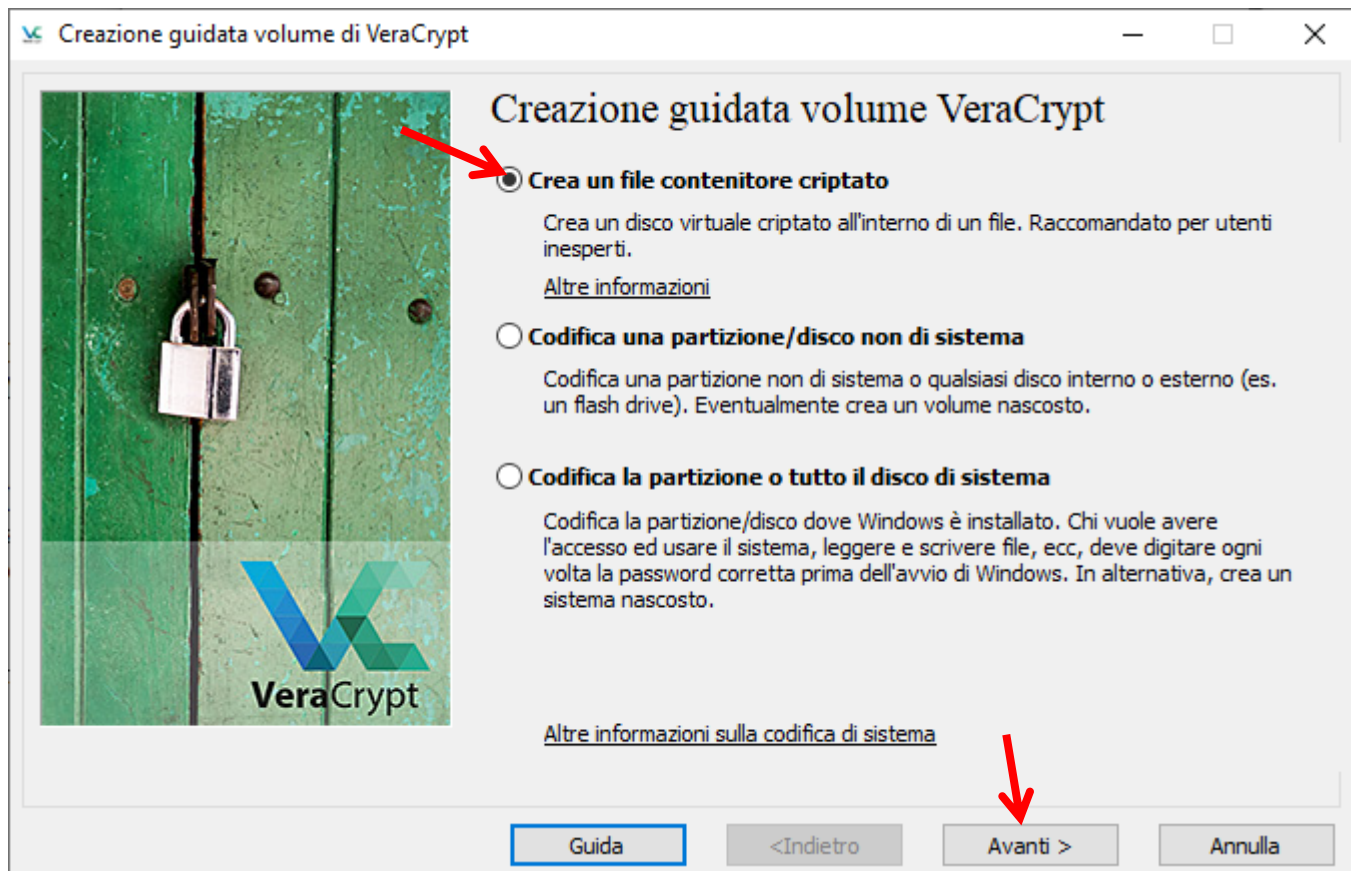 Creazione guidata volume di VeraCrypt
Creazione guidata volume VeraCrypt
Crea un file contenitore criptato
Crea un disco virtuale criptato all'interno di un file. Raccomandato per utenti
inesperti.
Altre informazioni
Codifica una partizione/disco non di sistema
Codifica una partizione non di sistema o qualsiasi disco interno o esterno (es.
un flash drive). Eventualmente crea un volume nascosto.
Codifica la partizione o tutto il disco di sistema
Codifica la partizione/disco dove Windows è installato. Chi vuole avere
l'accesso ed usare il sistema, leggere e scrivere file, ecc, deve digitare ogni
volta la password corretta prima dell'avvio di Windows. In alternativa, crea un
sistema nascosto.
VeraCrypt
Altre informazioni sulla codifica di sistema
Guida
<Indietro
Avanti >
Annulla